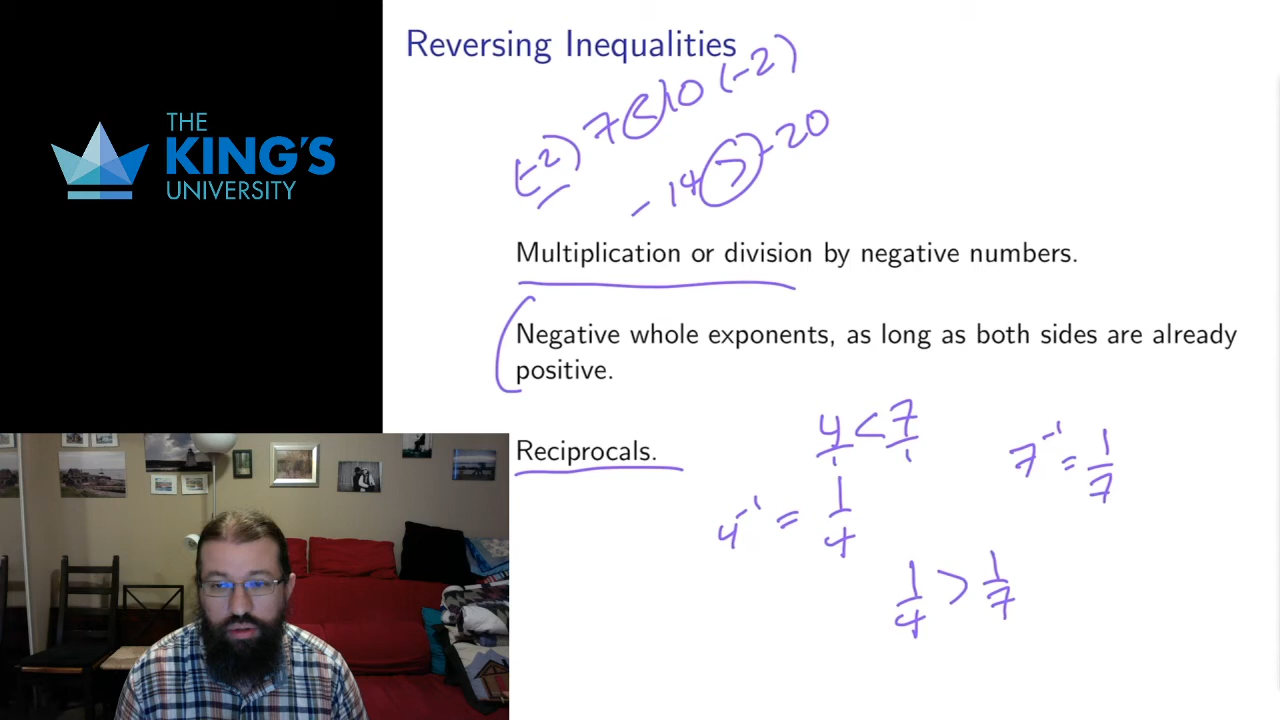 THE
KING'S
UNIVERSITY
Reversing Inequalities
(-2) 7 < 10 (-2)
-14 > -20
Multiplication or division by negative numbers.
Negative whole exponents, as long as both sides are already
positive.
Reciprocals.
4/1 < 7/1
7⁻¹ = 1/7
4⁻¹ = 1/4
1/4 > 1/7